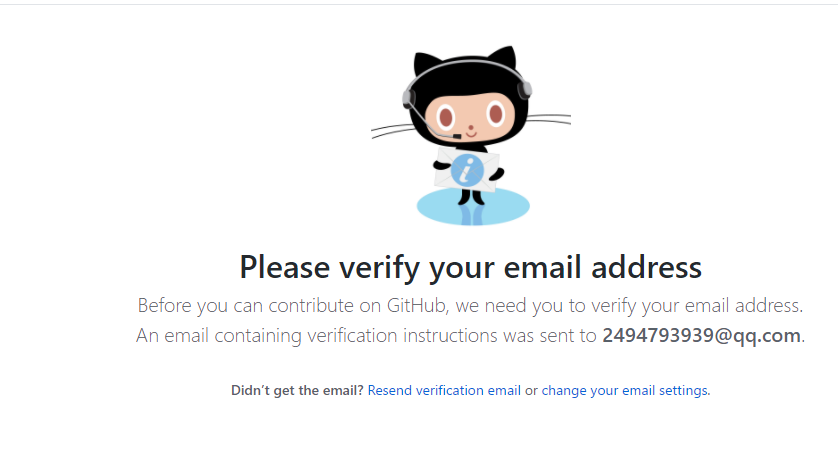 Please verify your email address
Before you can contribute on GitHub, we need you to verify your email address.
An email containing verification instructions was sent to 2494793939@qq.com.
Didn’t get the email? Resend verification email or change your email settings.